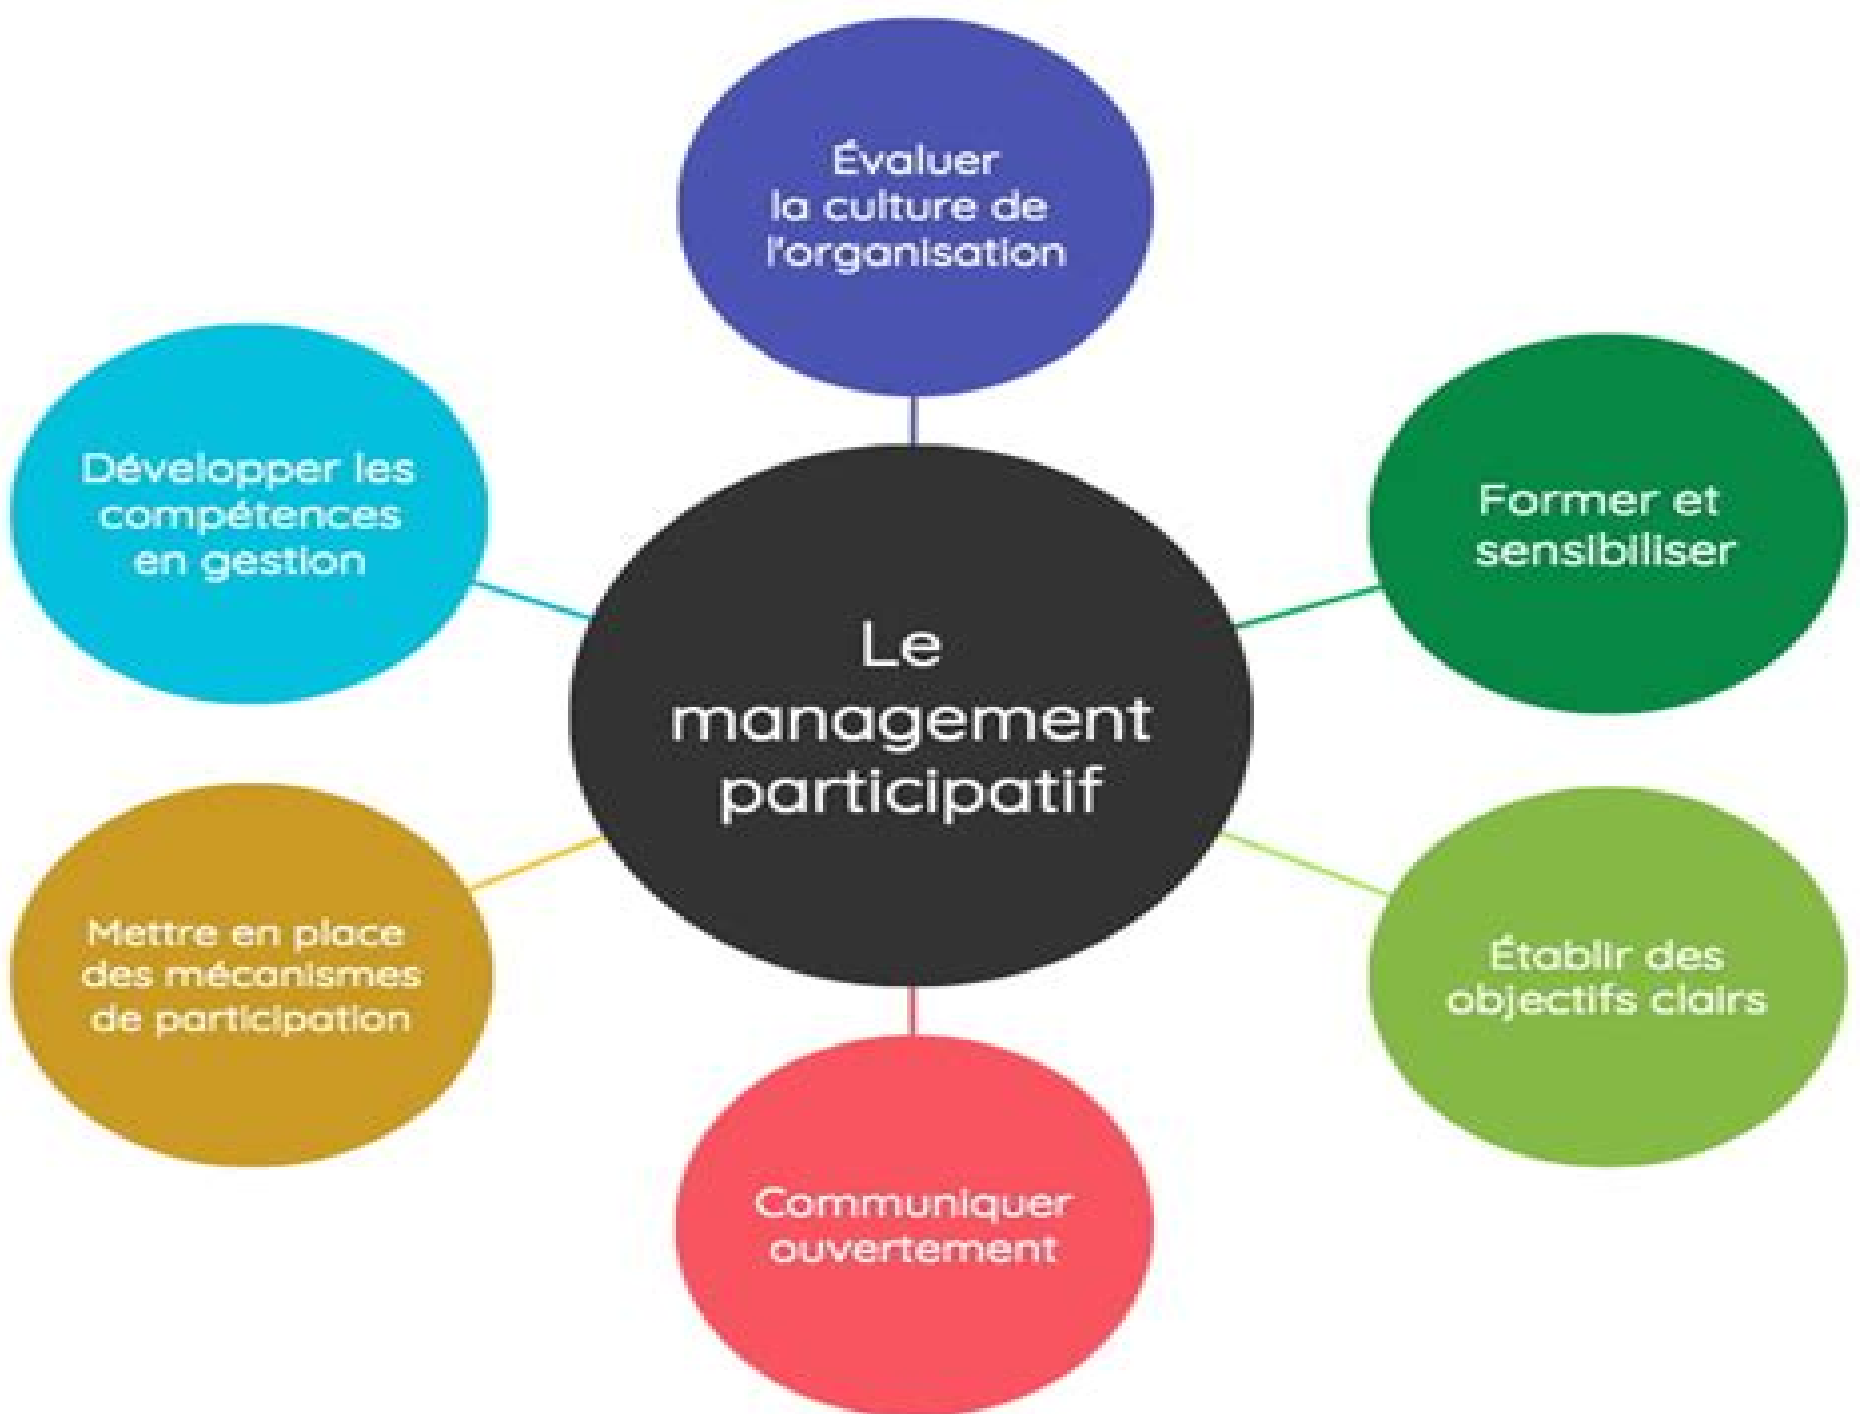 Évaluer
la culture de
l'organisation
Former et
sensibiliser
Établir des
objectifs clairs
Communiquer
ouvertement
Mettre en place
des mécanismes
de participation
Développer les
compétences
en gestion
Le
management
participatif